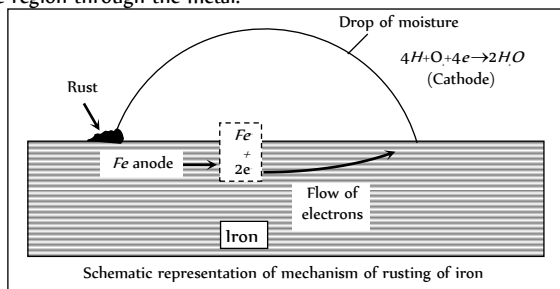 e region through the metal.
Drop of moisture
4H+O+4e→2HO
(Cathode)
Rust
Fe
+
2e
Fe anode
Flow of
electrons
Iron
Schematic representation of mechanism of rusting of iron